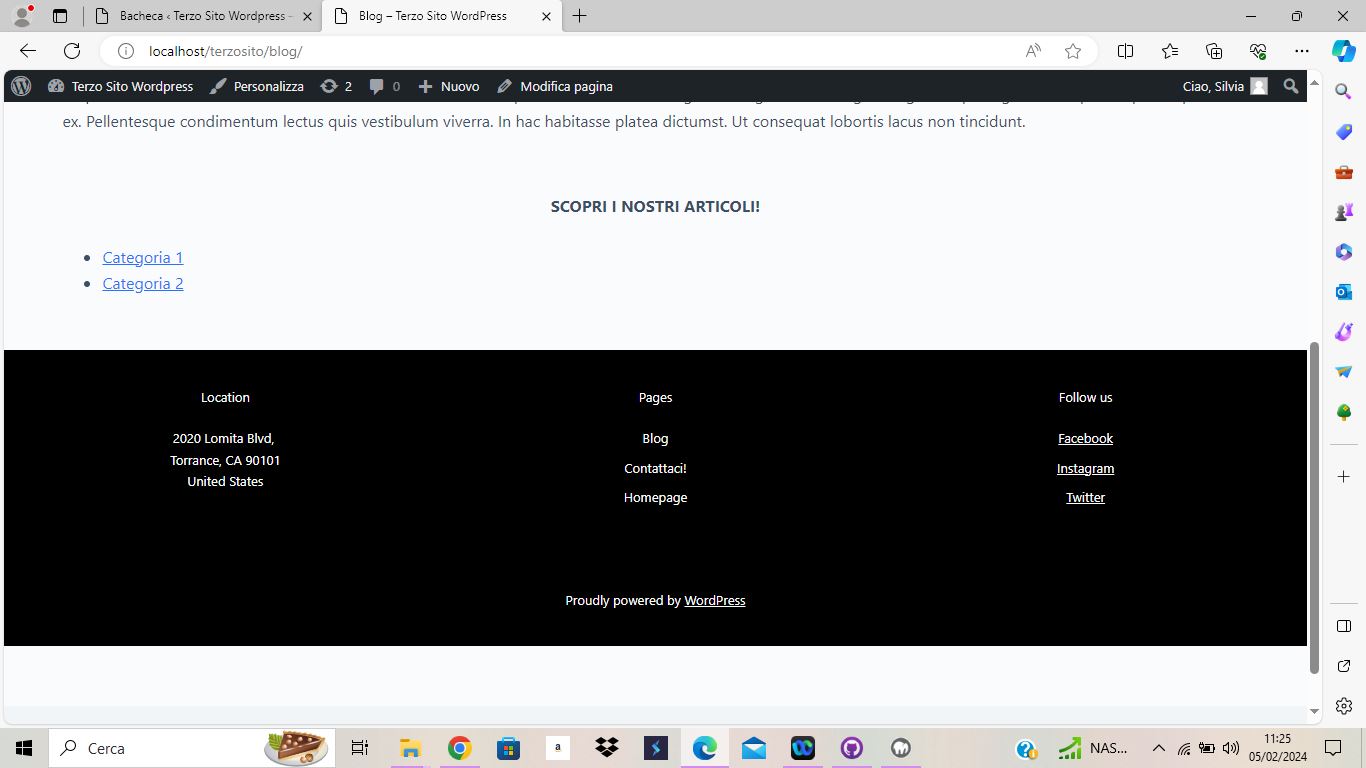 Bacheca ‹ Terzo Sito Wordpress –
Blog – Terzo Sito WordPress
localhost/terzosito/blog/
Terzo Sito Wordpress
Personalizza
2
0
Nuovo
Modifica pagina
Ciao, Silvia
ex. Pellentesque condimentum lectus quis vestibulum viverra. In hac habitasse platea dictumst. Ut consequat lobortis lacus non tincidunt.
SCOPRI I NOSTRI ARTICOLI!
Categoria 1
Categoria 2
Location
2020 Lomita Blvd,
Torrance, CA 90101
United States
Pages
Blog
Contattaci!
Homepage
Follow us
Facebook
Instagram
Twitter
Proudly powered by WordPress
Cerca
a
NAS...
11:25
05/02/2024